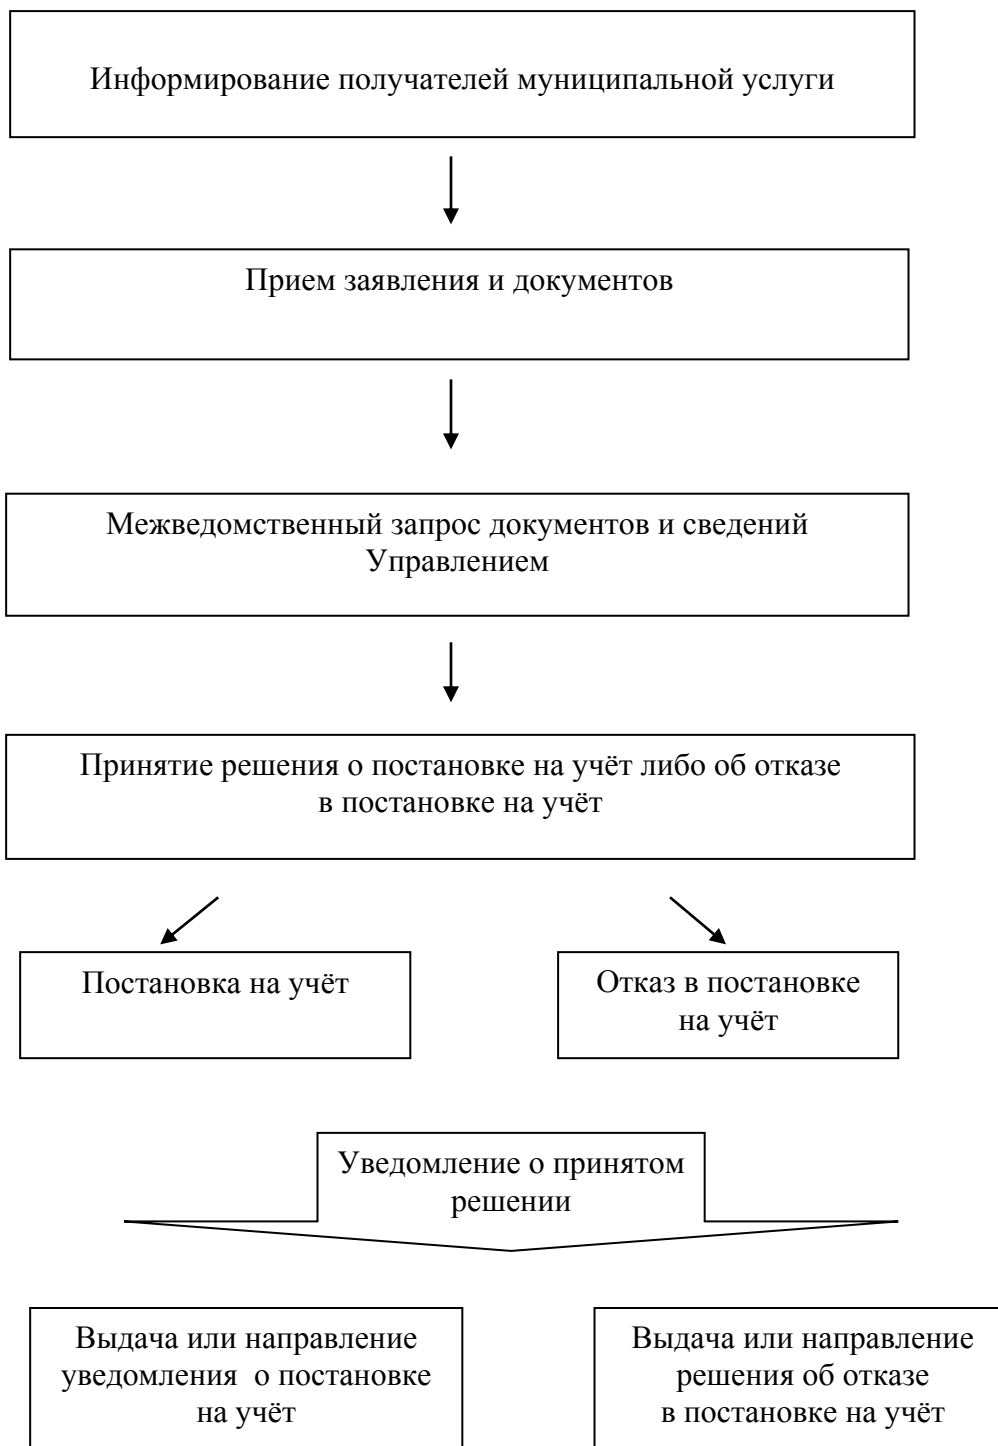 Информирование получателей муниципальной услуги
Прием заявления и документов
Межведомственный запрос документов и сведений
Управлением
Принятие решения о постановке на учёт либо об отказе
в постановке на учёт
Постановка на учёт
Отказ в постановке
на учёт
Уведомление о принятом
решении
Выдача или направление
уведомления о постановке
на учёт
Выдача или направление
решения об отказе
в постановке на учёт